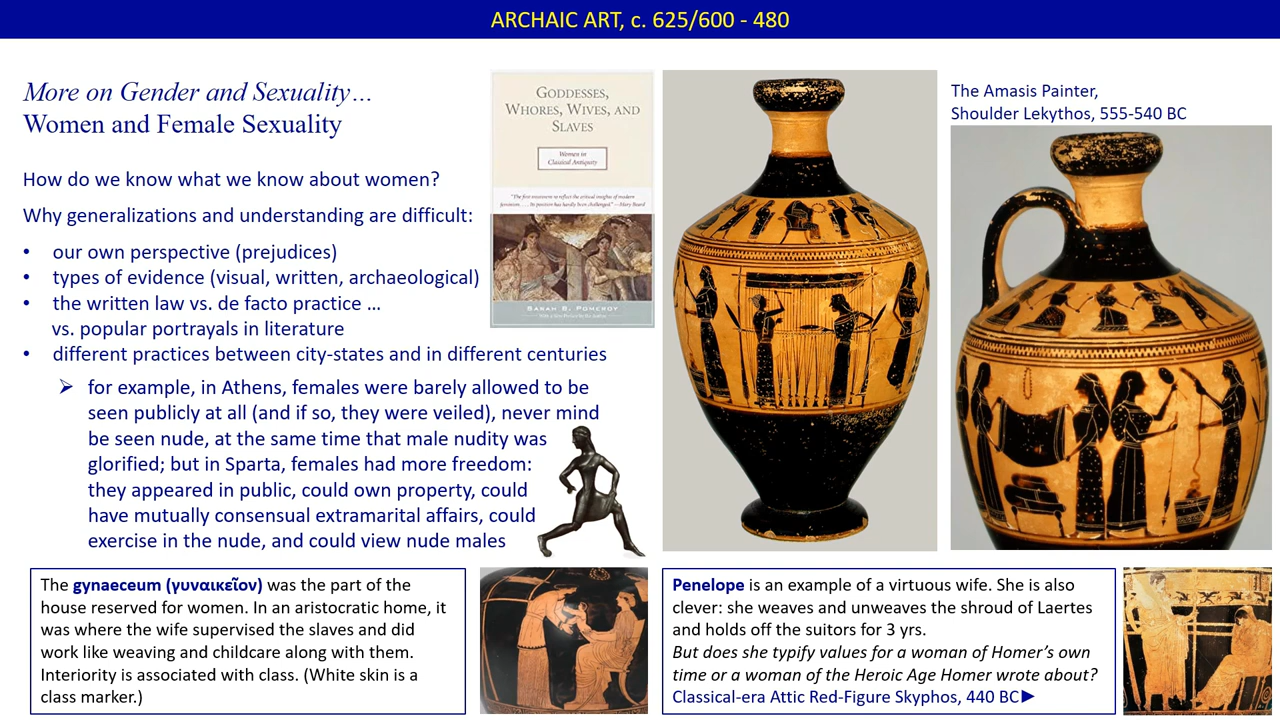 ARCHAIC ART, c. 625/600 - 480
More on Gender and Sexuality…
Women and Female Sexuality
How do we know what we know about women?
Why generalizations and understanding are difficult:
• our own perspective (prejudices)
• types of evidence (visual, written, archaeological)
• the written law vs. de facto practice …
vs. popular portrayals in literature
• different practices between city-states and in different centuries
➢ for example, in Athens, females were barely allowed to be
seen publicly at all (and if so, they were veiled), never mind
be seen nude, at the same time that male nudity was
glorified; but in Sparta, females had more freedom:
they appeared in public, could own property, could
have mutually consensual extramarital affairs, could
exercise in the nude, and could view nude males
GODDESSES,
WHORES, WIVES, AND
SLAVES
Women in
Classical Antiquity
SARAH B. POMEROY
The Amasis Painter,
Shoulder Lekythos, 555-540 BC
The gynaeceum (γυναικεῖον) was the part of the
house reserved for women. In an aristocratic home, it
was where the wife supervised the slaves and did
work like weaving and childcare along with them.
Interiority is associated with class. (White skin is a
class marker.)
Penelope is an example of a virtuous wife. She is also
clever: she weaves and unweaves the shroud of Laertes
and holds off the suitors for 3 yrs.
But does she typify values for a woman of Homer's own
time or a woman of the Heroic Age Homer wrote about?
Classical-era Attic Red-Figure Skyphos, 440 BC►